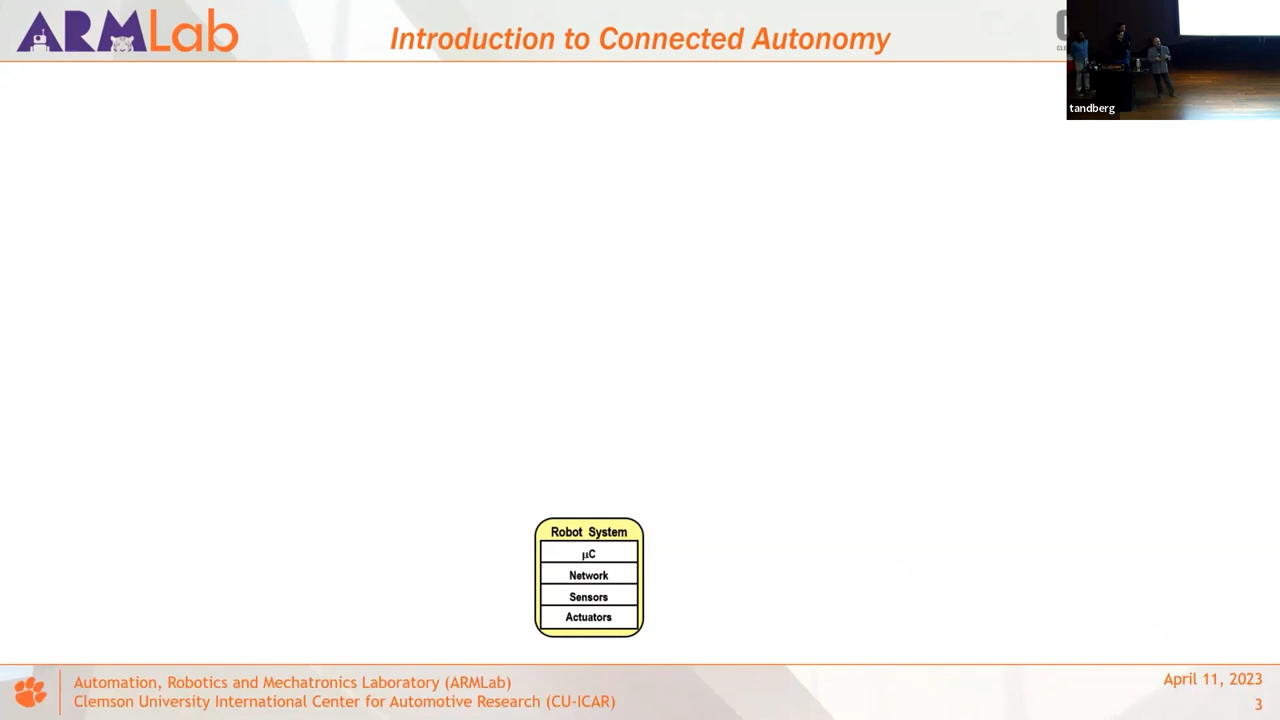 ARMLab
Introduction to Connected Autonomy
tandberg
Robot System
μC
Network
Sensors
Actuators
Automation, Robotics and Mechatronics Laboratory (ARMLab)
Clemson University International Center for Automotive Research (CU-ICAR)
April 11, 2023
3